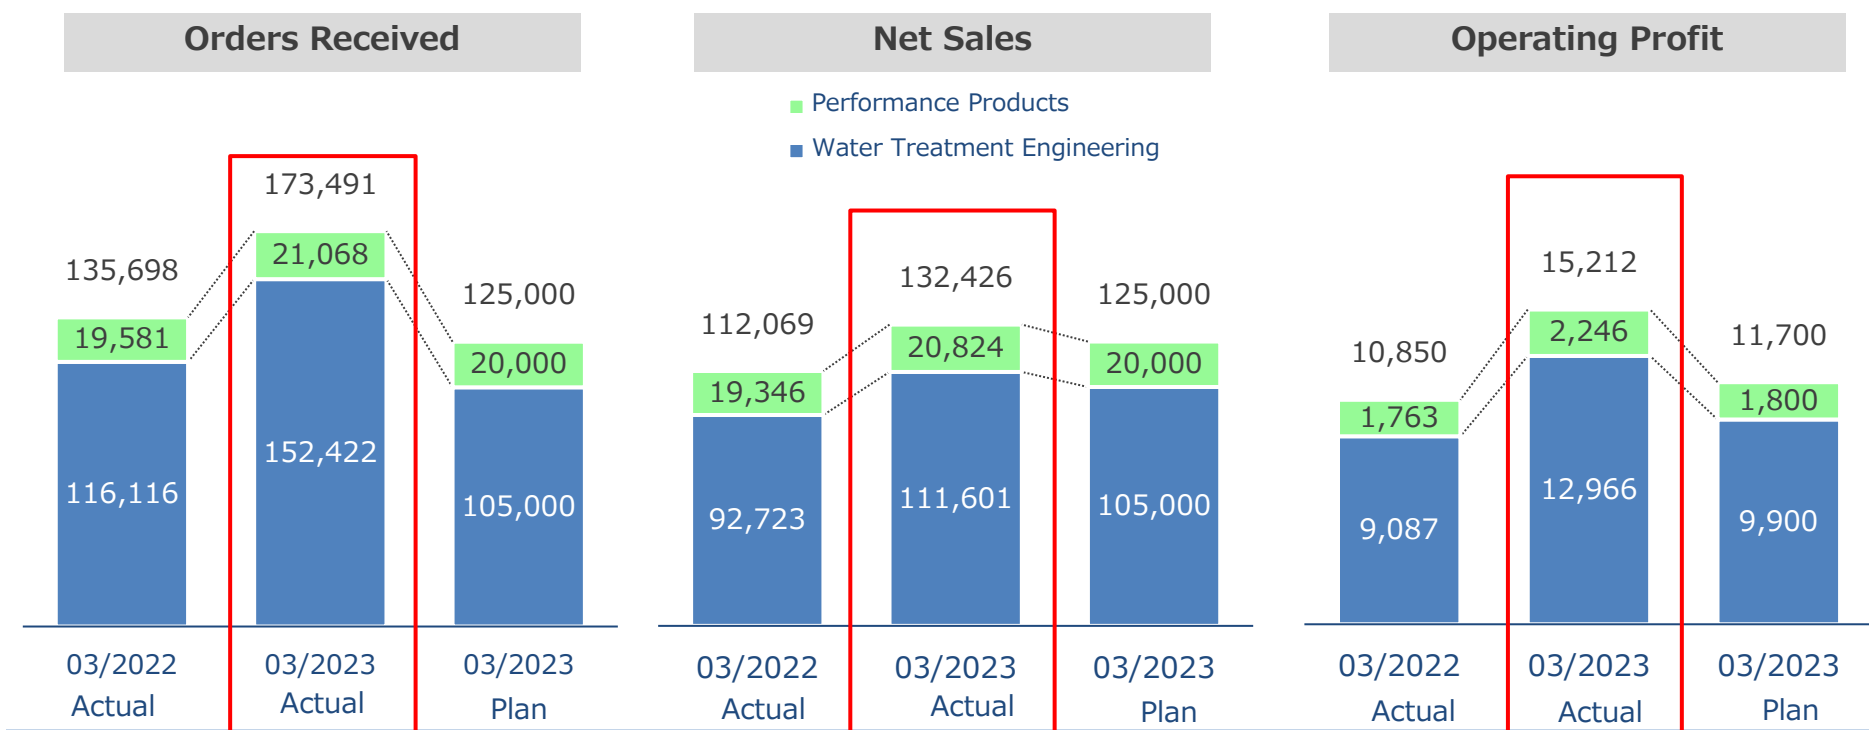 Orders Received
173,491
135,698
21,068
125,000
19,581
20,000
152,422
116,116
105,000
03/2022
Actual
03/2023
Actual
03/2023
Plan
Net Sales
Performance Products
Water Treatment Engineering
132,426
125,000
112,069
20,824
20,000
19,346
111,601
105,000
92,723
03/2022
Actual
03/2023
Actual
03/2023
Plan
Operating Profit
15,212
11,700
10,850
2,246
1,800
1,763
12,966
9,900
9,087
03/2022
Actual
03/2023
Actual
03/2023
Plan